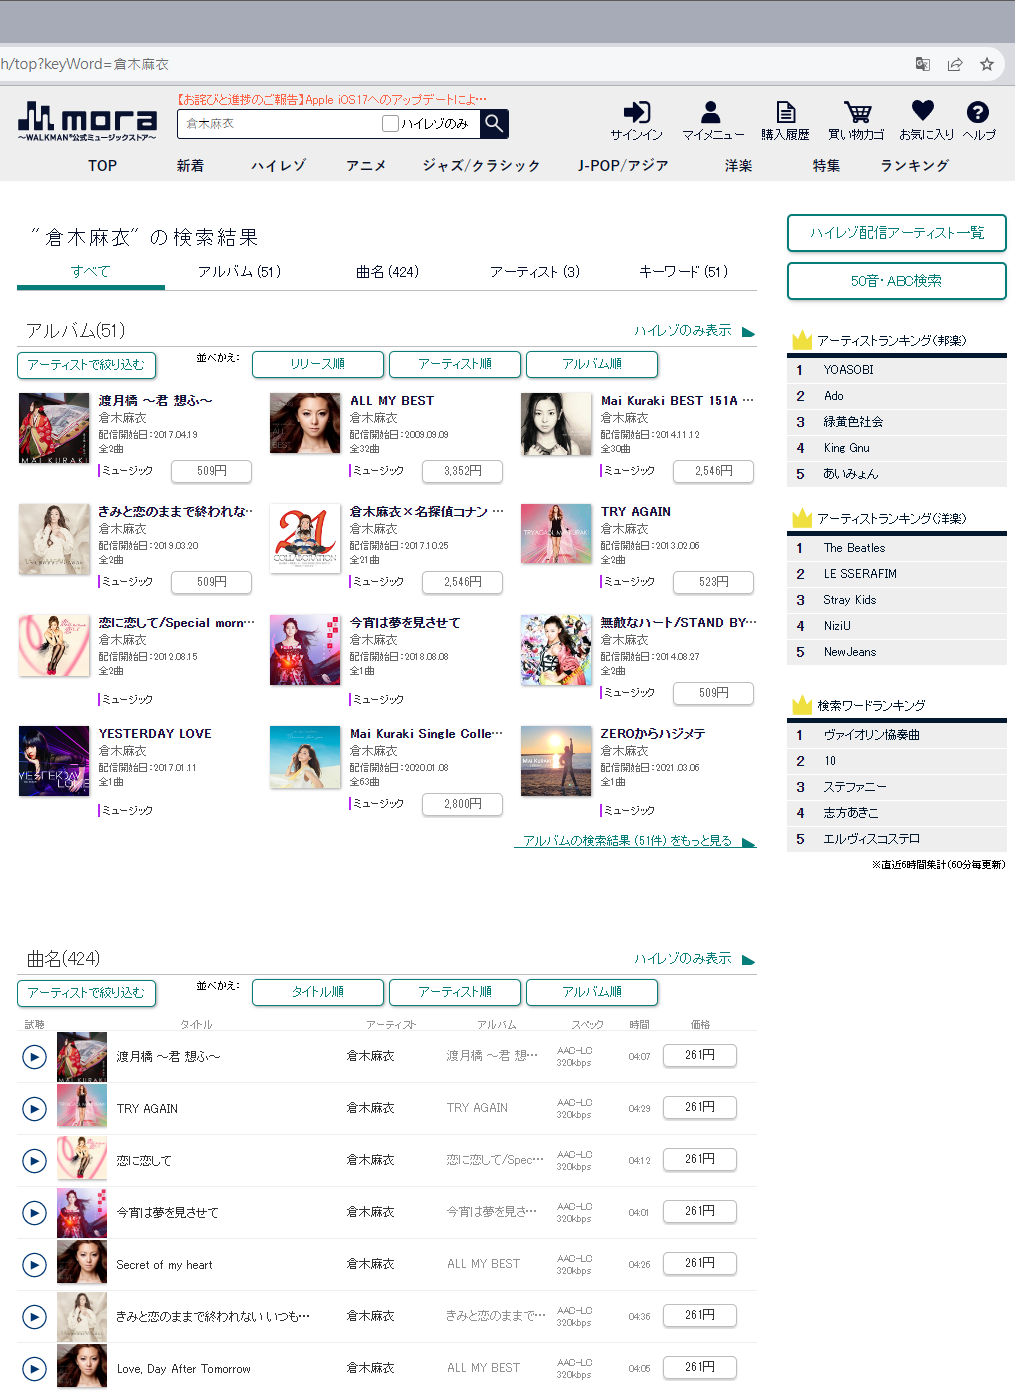 h/top?keyWord=倉木麻衣
mora
～WALKMAN®公式ミュージックストア～
【お詫びと進捗のご報告】Apple iOS17へのアップデートによ…
倉木麻衣
ハイレゾのみ
サインイン
マイメニュー
購入履歴
買い物カゴ
お気に入り
ヘルプ
TOP
新着
ハイレゾ
アニメ
ジャズ/クラシック
J-POP/アジア
洋楽
特集
ランキング
"倉木麻衣" の検索結果
すべて
アルバム (51)
曲名 (424)
アーティスト (3)
キーワード (51)
アルバム(51)
ハイレゾのみ表示
アーティストで絞り込む
並べかえ：
リリース順
アーティスト順
アルバム順
渡月橋 ～君 想ふ～
倉木麻衣
配信開始日：2017.04.19
全2曲
ミュージック
509円
ALL MY BEST
倉木麻衣
配信開始日：2009.09.09
全32曲
ミュージック
3,352円
Mai Kuraki BEST 151A …
倉木麻衣
配信開始日：2014.11.12
全30曲
ミュージック
2,546円
きみと恋のままで終われな…
倉木麻衣
配信開始日：2019.03.20
全2曲
ミュージック
509円
倉木麻衣×名探偵コナン …
倉木麻衣
配信開始日：2017.10.25
全21曲
ミュージック
2,546円
TRY AGAIN
倉木麻衣
配信開始日：2013.02.06
全2曲
ミュージック
523円
恋に恋して/Special morn…
倉木麻衣
配信開始日：2012.08.15
全2曲
ミュージック
今宵は夢を見させて
倉木麻衣
配信開始日：2018.08.08
全1曲
ミュージック
無敵なハート/STAND BY…
倉木麻衣
配信開始日：2014.08.27
全2曲
ミュージック
509円
YESTERDAY LOVE
倉木麻衣
配信開始日：2017.01.11
全1曲
ミュージック
Mai Kuraki Single Colle…
倉木麻衣
配信開始日：2020.01.08
全63曲
ミュージック
2,800円
ZEROからハジメテ
倉木麻衣
配信開始日：2021.03.06
全1曲
ミュージック
アルバムの検索結果 (51件) をもっと見る
曲名(424)
ハイレゾのみ表示
アーティストで絞り込む
並べかえ：
タイトル順
アーティスト順
アルバム順
試聴
タイトル
アーティスト
アルバム
スペック
時間
価格
渡月橋 ～君 想ふ～
倉木麻衣
渡月橋 ～君 想…
AAC-LC
320kbps
04:07
261円
TRY AGAIN
倉木麻衣
TRY AGAIN
AAC-LC
320kbps
04:29
261円
恋に恋して
倉木麻衣
恋に恋して/Spec…
AAC-LC
320kbps
04:12
261円
今宵は夢を見させて
倉木麻衣
今宵は夢を見さ…
AAC-LC
320kbps
04:01
261円
Secret of my heart
倉木麻衣
ALL MY BEST
AAC-LC
320kbps
04:26
261円
きみと恋のままで終われない いつも…
倉木麻衣
きみと恋のままで…
AAC-LC
320kbps
04:36
261円
Love, Day After Tomorrow
倉木麻衣
ALL MY BEST
AAC-LC
320kbps
04:05
261円
ハイレゾ配信アーティスト一覧
50音・ABC検索
アーティストランキング(邦楽)
1 YOASOBI
2 Ado
3 緑黄色社会
4 King Gnu
5 あいみょん
アーティストランキング(洋楽)
1 The Beatles
2 LE SSERAFIM
3 Stray Kids
4 NiziU
5 NewJeans
検索ワードランキング
1 ヴァイオリン協奏曲
2 10
3 ステファニー
4 志方あきこ
5 エルヴィスコステロ
※直近6時間集計(60分毎更新)